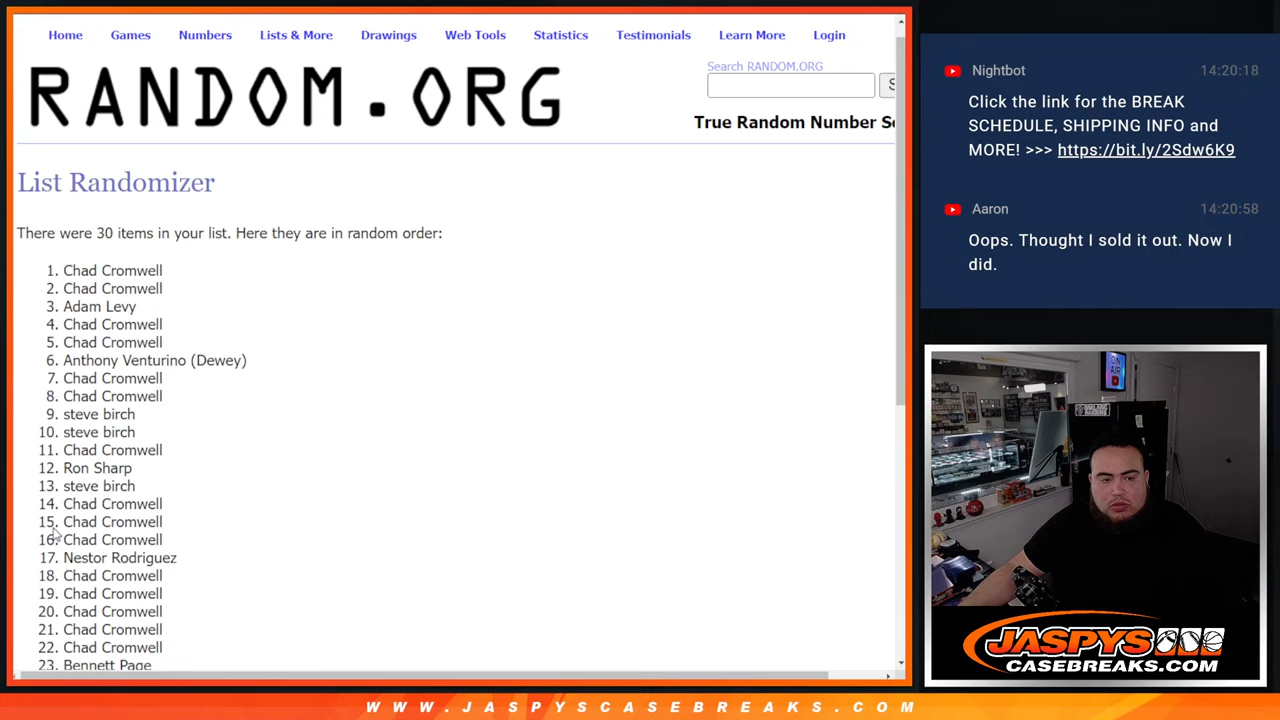 Home Games Numbers Lists & More Drawings Web Tools Statistics Testimonials Learn More Login
RANDOM.ORG
Search RANDOM.ORG
S
True Random Number Se
List Randomizer
There were 30 items in your list. Here they are in random order:
1. Chad Cromwell
2. Chad Cromwell
3. Adam Levy
4. Chad Cromwell
5. Chad Cromwell
6. Anthony Venturino (Dewey)
7. Chad Cromwell
8. Chad Cromwell
9. steve birch
10. steve birch
11. Chad Cromwell
12. Ron Sharp
13. steve birch
14. Chad Cromwell
15. Chad Cromwell
16. Chad Cromwell
17. Nestor Rodriguez
18. Chad Cromwell
19. Chad Cromwell
20. Chad Cromwell
21. Chad Cromwell
22. Chad Cromwell
23. Bennett Page
Nightbot 14:20:18
Click the link for the BREAK
SCHEDULE, SHIPPING INFO and
MORE! >>> https://bit.ly/2Sdw6K9
Aaron 14:20:58
Oops. Thought I sold it out. Now I
did.
ON
AIR
JASPYS
CASEBREAKS.COM
WWW.JASPYSCASEBREAKS.COM